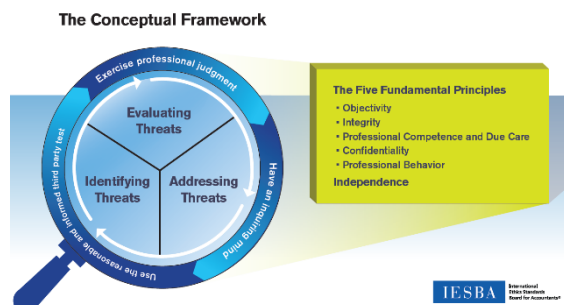 The Conceptual Framework
Exercise professional judgment
Have an inquiring mind
Use the reasonable and informed third party test
Evaluating
Threats
Identifying
Threats
Addressing
Threats
The Five Fundamental Principles
• Objectivity
• Integrity
• Professional Competence and Due Care
• Confidentiality
• Professional Behavior
Independence
IESBA
International
Ethics Standards
Board for Accountants®